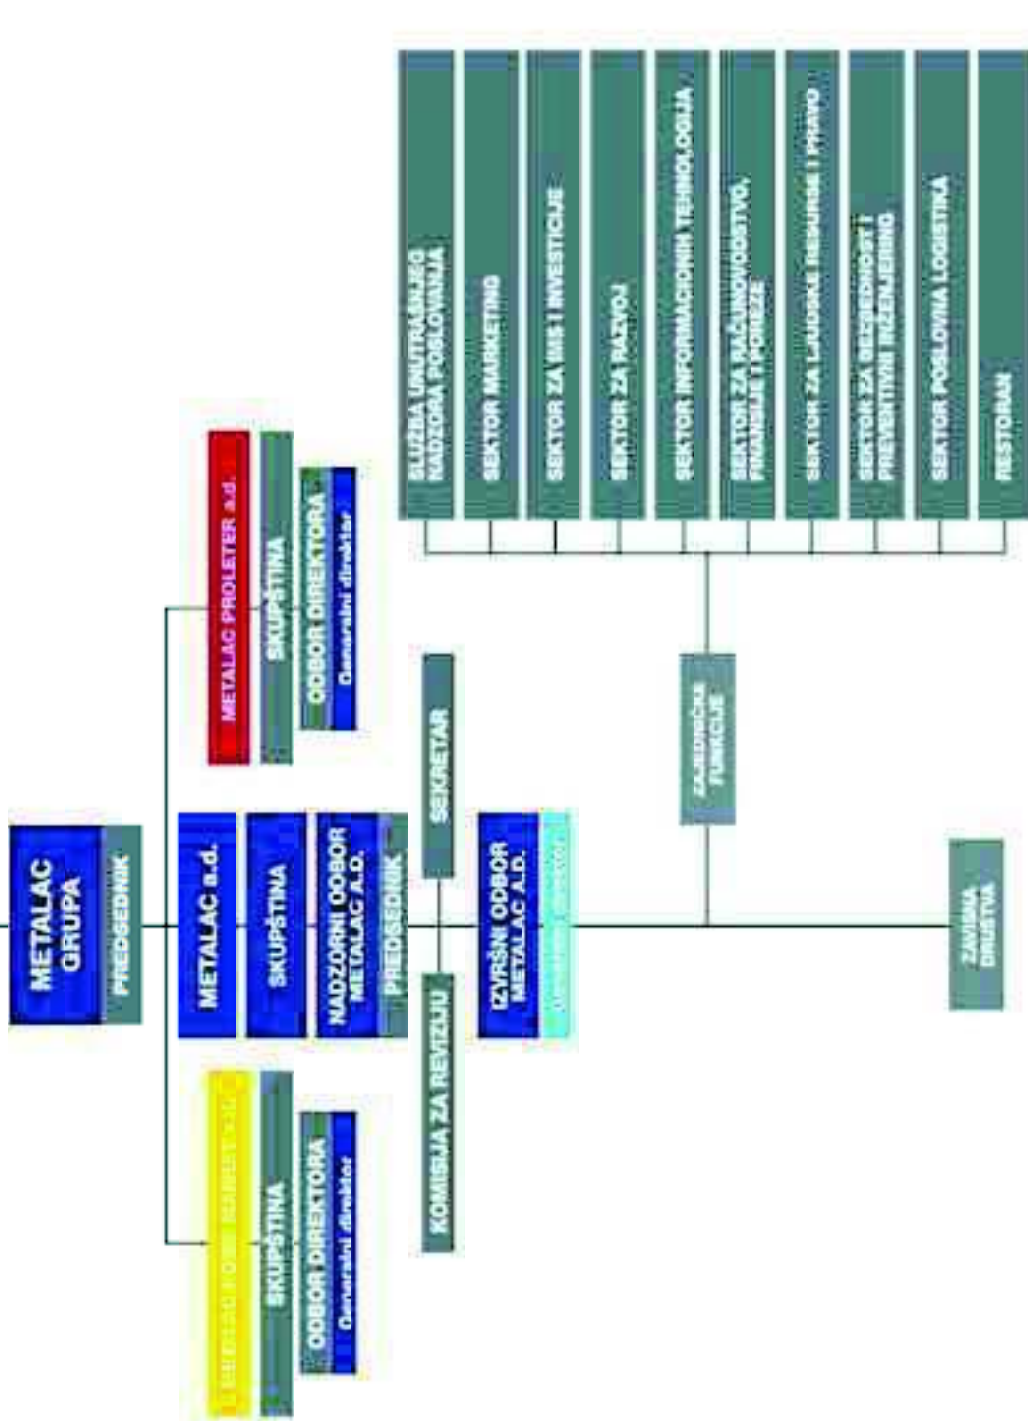 METALAC
GRUPA
PREDSEDNIK
METALAC a.d.
SKUPŠTINA
NADZORNI ODBOR
METALAC A.D.
PREDSEDNIK
METALAC PROLETER a.d.
SKUPŠTINA
ODBOR DIREKTORA
Generalni direktor
SKUPŠTINA
ODBOR DIREKTORA
Generalni direktor
KOMISIJA ZA REVIZIJU
SEKRETAR
IZVRŠNI ODBOR
METALAC A.D.
ZAJEDNIČKE
FUNKCIJE
ZAVISNA
DRUŠTVA
SLUŽBA UNUTRAŠNJEG
NADZORA POSLOVANJA
SEKTOR MARKETING
SEKTOR ZA IMS I INVESTICIJE
SEKTOR ZA RAZVOJ
SEKTOR INFORMACIONIH TEHNOLOGIJA
SEKTOR ZA RAČUNOVODSTVO,
FINANSIJE I POREZE
SEKTOR ZA LJUDSKE RESURSE I PRAVO
SEKTOR ZA BEZBEDNOST I
PREVENTIVNI INŽENJERING
SEKTOR POSLOVNA LOGISTIKA
RESTORAN